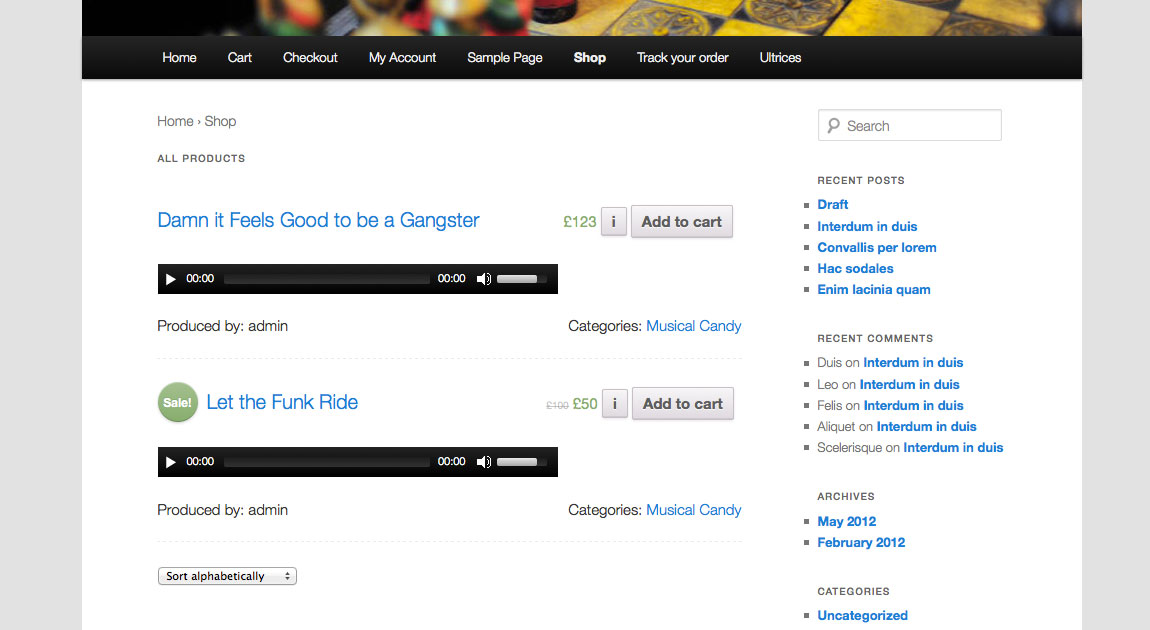 Home Cart Checkout My Account Sample Page Shop Track your order Ultrices
Home › Shop
ALL PRODUCTS
Damn it Feels Good to be a Gangster £123 i Add to cart
00:00 00:00
Produced by: admin Categories: Musical Candy
Sale! Let the Funk Ride £100 £50 i Add to cart
00:00 00:00
Produced by: admin Categories: Musical Candy
Sort alphabetically
Search
RECENT POSTS
Draft
Interdum in duis
Convallis per lorem
Hac sodales
Enim lacinia quam
RECENT COMMENTS
Duis on Interdum in duis
Leo on Interdum in duis
Felis on Interdum in duis
Aliquet on Interdum in duis
Scelerisque on Interdum in duis
ARCHIVES
May 2012
February 2012
CATEGORIES
Uncategorized